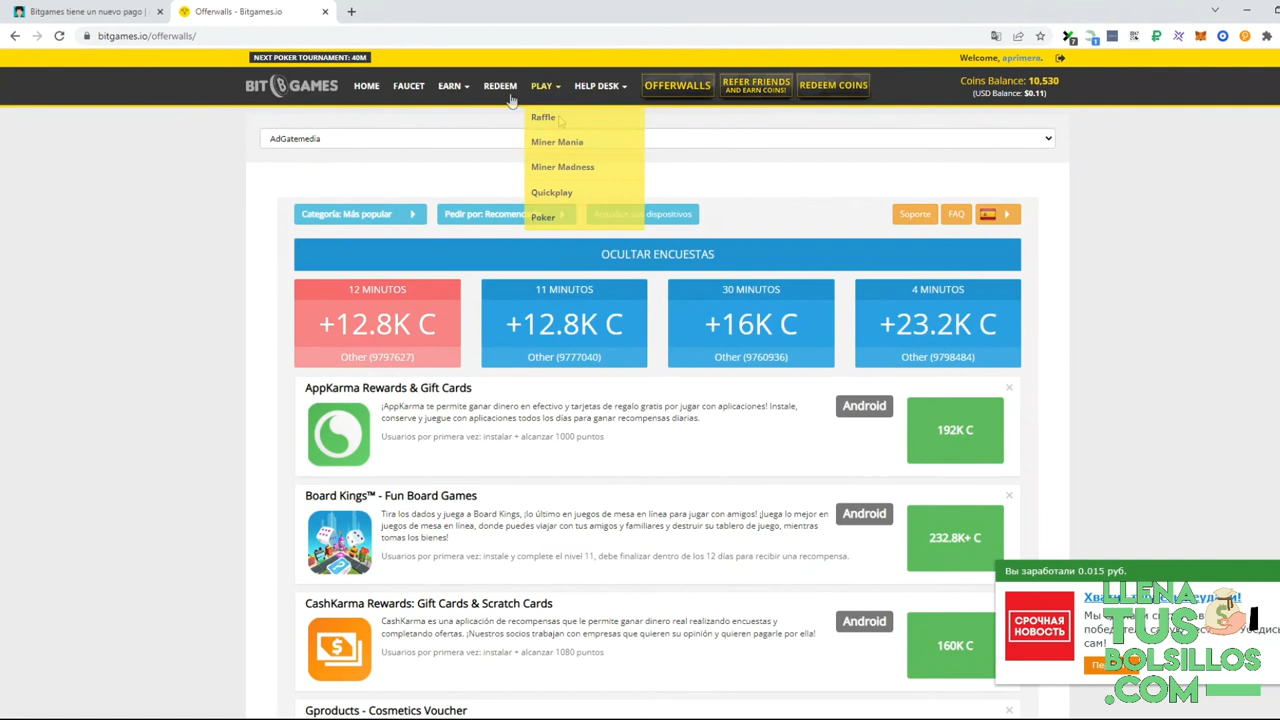 Bitgames tiene un nuevo pago |
Offerwalls - Bitgames.io
bitgames.io/offerwalls/
NEXT POKER TOURNAMENT: 40M
Welcome, aprimera.
BITGAMES
HOME
FAUCET
EARN
REDEEM
PLAY
HELP DESK
OFFERWALLS
REFER FRIENDS
AND EARN COINS!
REDEEM COINS
Coins Balance: 10,530
(USD Balance: $0.11)
Raffle
Miner Mania
Miner Madness
Quickplay
Poker
AdGatemedia
Categoría: Más popular
Pedir por: Recomend
dispositivos
Soporte
FAQ
OCULTAR ENCUESTAS
12 MINUTOS
+12.8K C
Other (9797627)
11 MINUTOS
+12.8K C
Other (9777040)
30 MINUTOS
+16K C
Other (9760936)
4 MINUTOS
+23.2K C
Other (9798484)
AppKarma Rewards & Gift Cards
¡AppKarma te permite ganar dinero en efectivo y tarjetas de regalo gratis por jugar con aplicaciones! Instale,
conserve y juegue con aplicaciones todos los días para ganar recompensas diarias.
Usuarios por primera vez: instalar + alcanzar 1000 puntos
Android
192K C
Board Kings™ - Fun Board Games
Tira los dados y juega a Board Kings, ¡lo último en juegos de mesa en línea para jugar con amigos! ¡Juega lo mejor en
juegos de mesa en línea, donde puedes viajar con tus amigos y familiares y destruir su tablero de juego, mientras
tomas los bienes!
Usuarios por primera vez: instale y complete el nivel 11, debe finalizar dentro de los 12 días para recibir una recompensa.
Android
232.8K+ C
CashKarma Rewards: Gift Cards & Scratch Cards
CashKarma es una aplicación de recompensas que le permite ganar dinero real realizando encuestas y
completando ofertas. ¡Nuestros socios trabajan con empresas que quieren su opinión y quieren pagarle por ella!
Usuarios por primera vez: instalar + alcanzar 1080 puntos
Android
160K C
Gproducts - Cosmetics Voucher
Вы заработали 0.015 руб.
СРОЧНАЯ
НОВОСТЬ
сам!
LLENA
TUS
BOLSILLOS
.COM